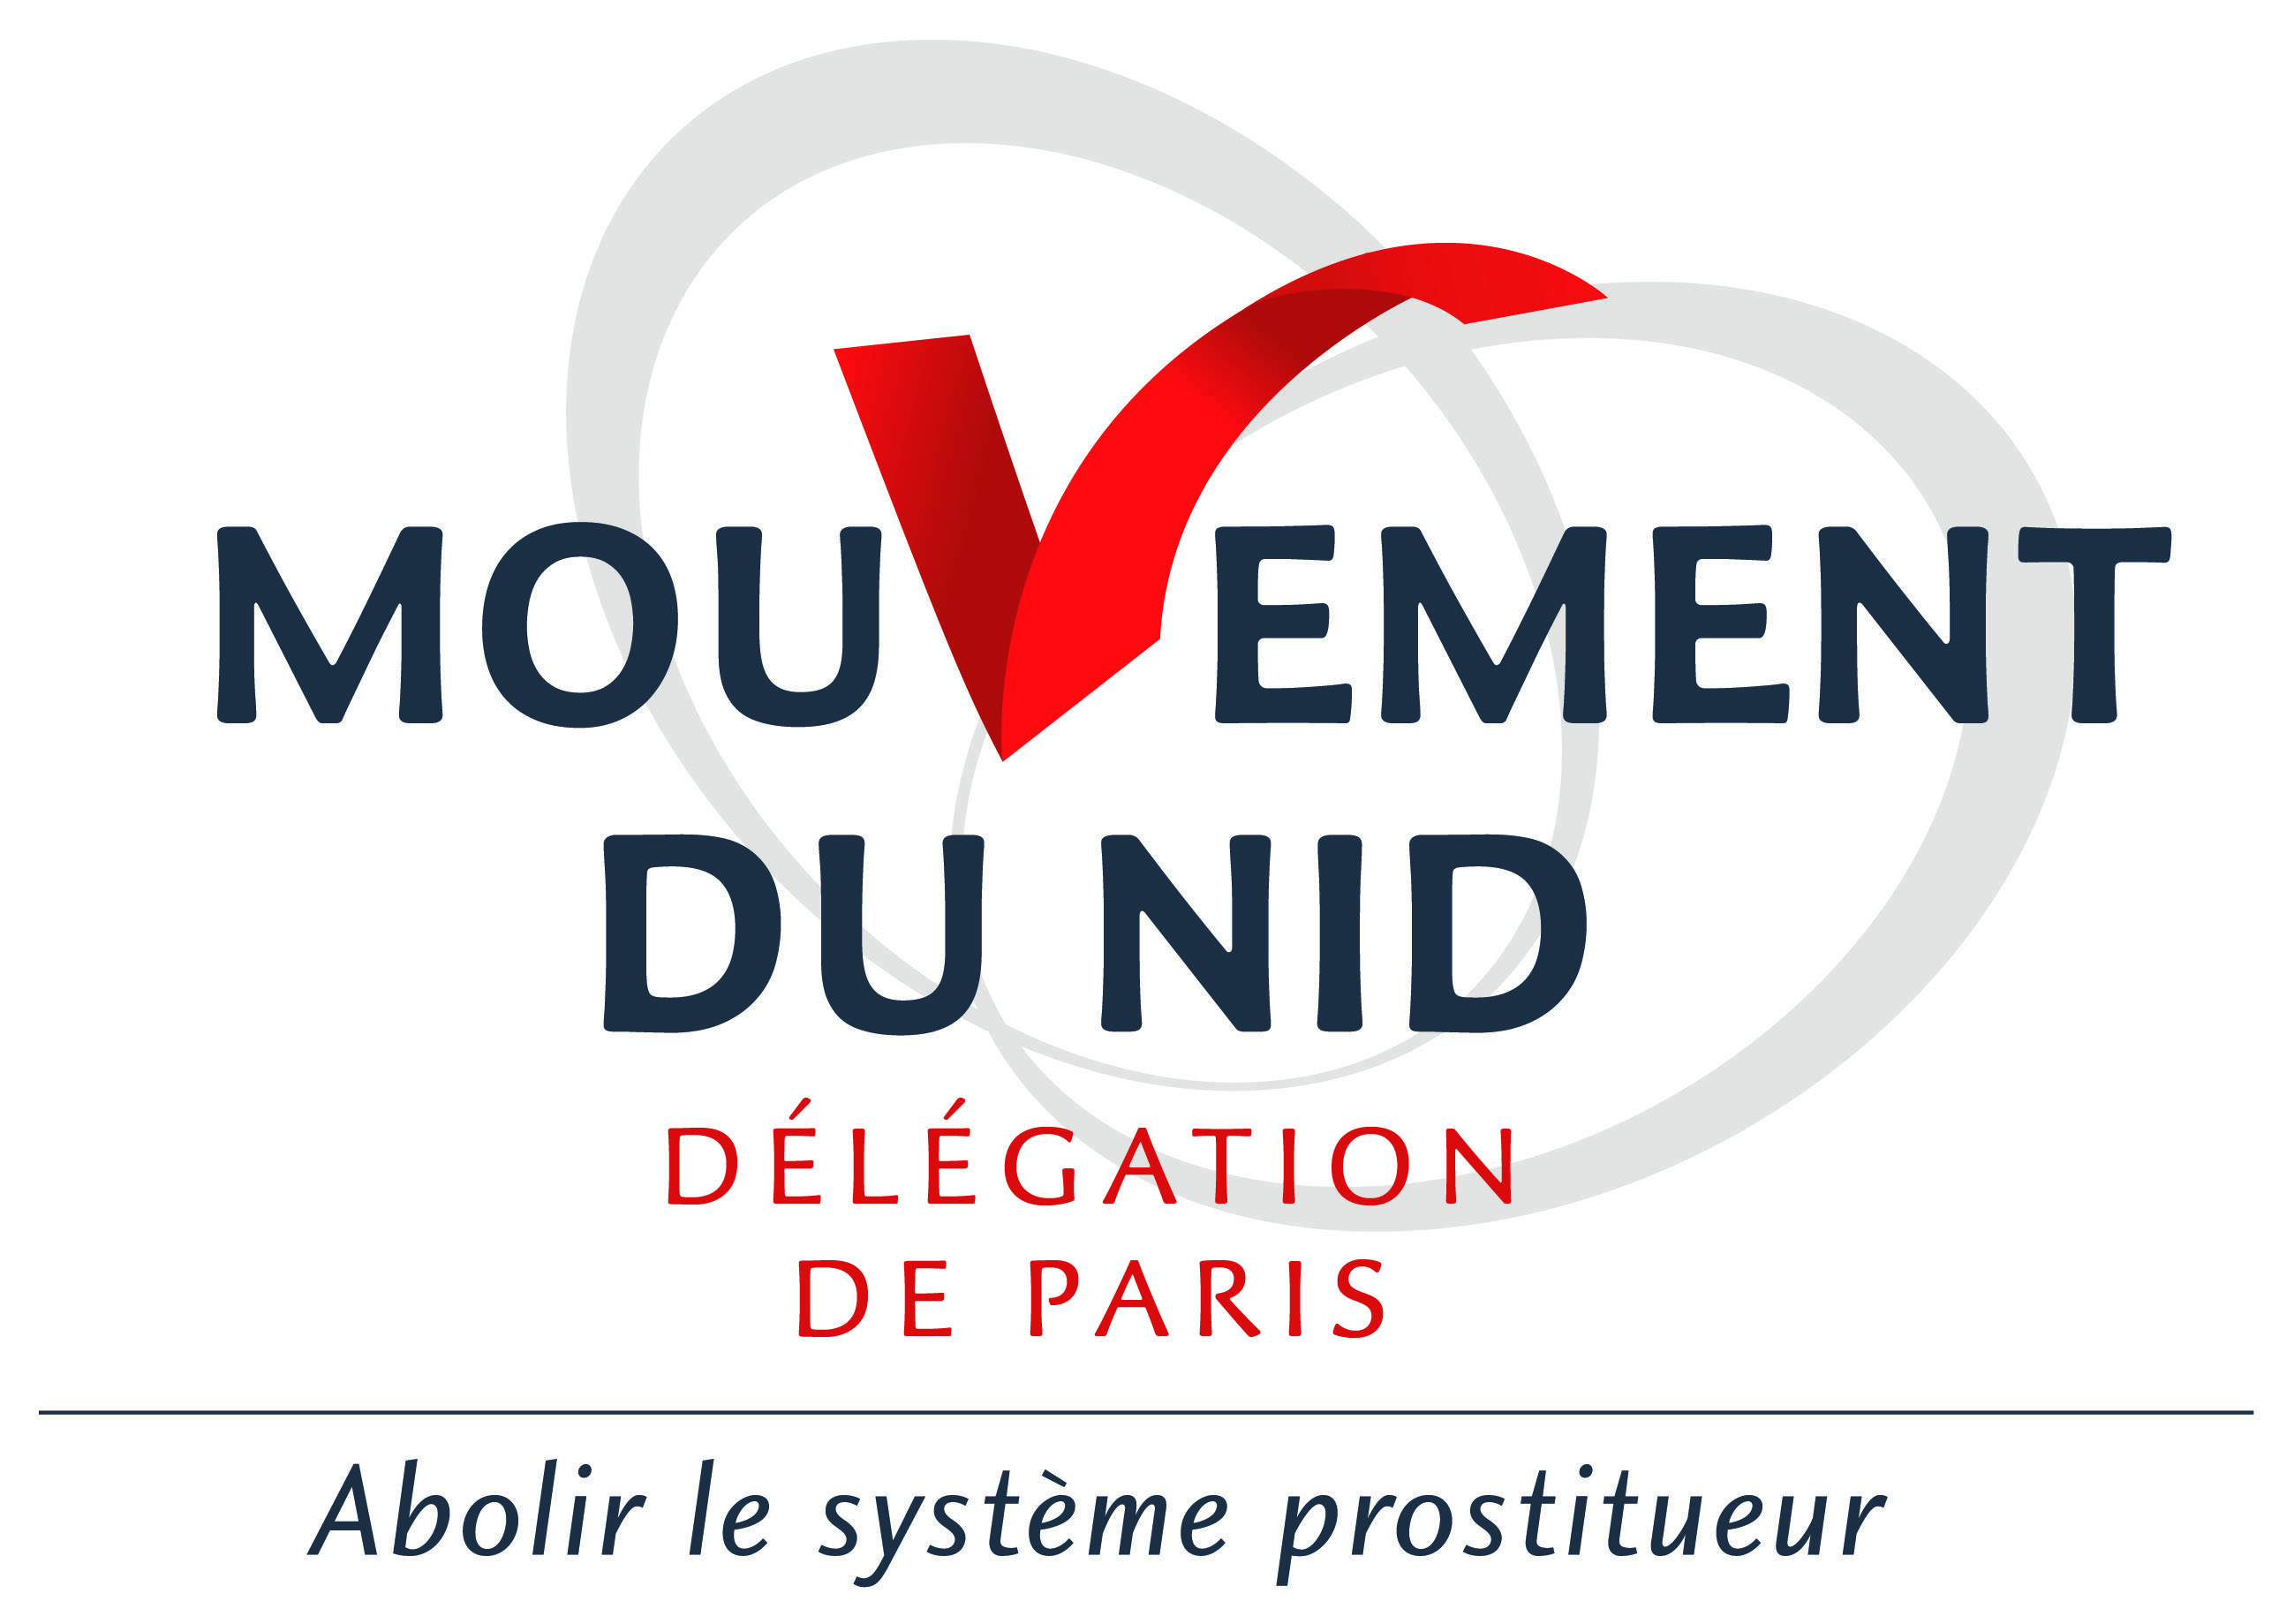 MOUVEMENT
DU NID
DÉLÉGATION
DE PARIS
Abolir le système prostitueur